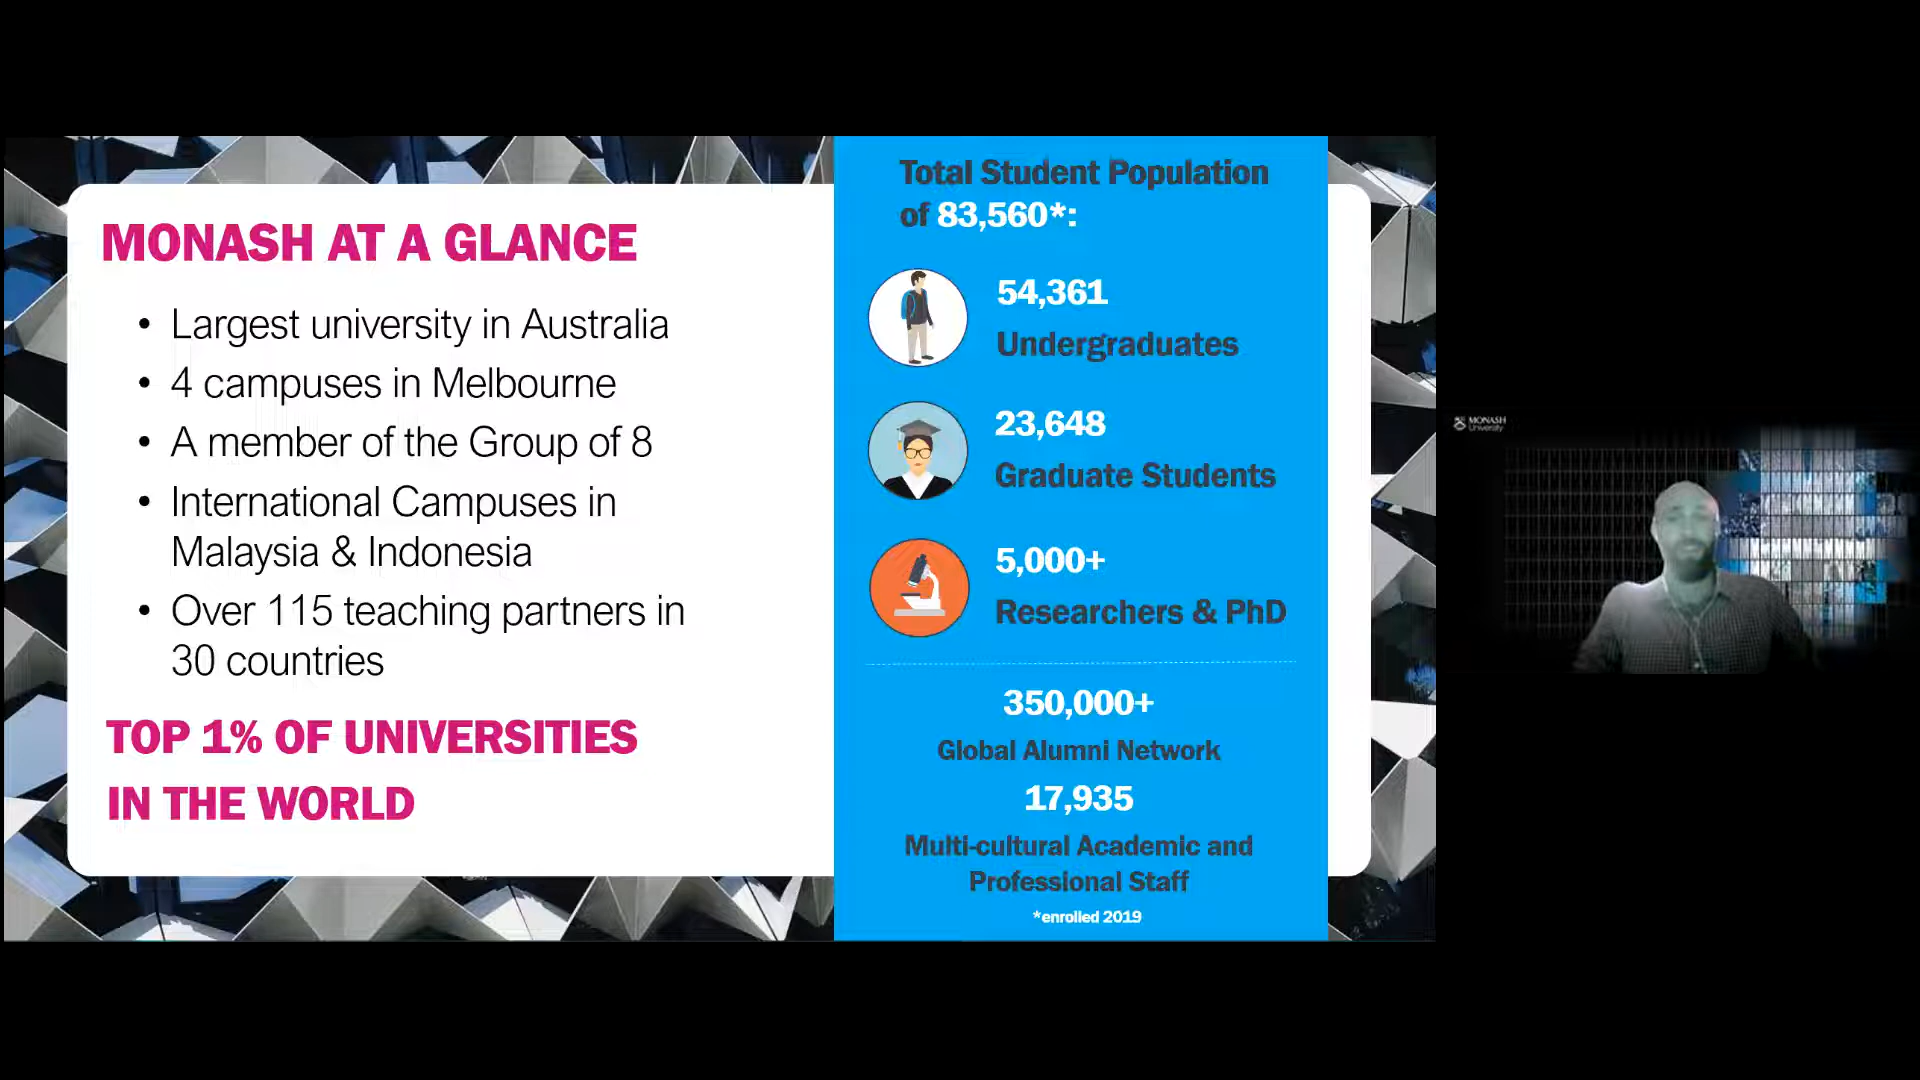 MONASH AT A GLANCE
• Largest university in Australia
• 4 campuses in Melbourne
• A member of the Group of 8
• International Campuses in
Malaysia & Indonesia
• Over 115 teaching partners in
30 countries
TOP 1% OF UNIVERSITIES
IN THE WORLD
Total Student Population
of 83,560*:
54,361
Undergraduates
23,648
Graduate Students
5,000+
Researchers & PhD
350,000+
Global Alumni Network
17,935
Multi-cultural Academic and
Professional Staff
*enrolled 2019
MONASH
University